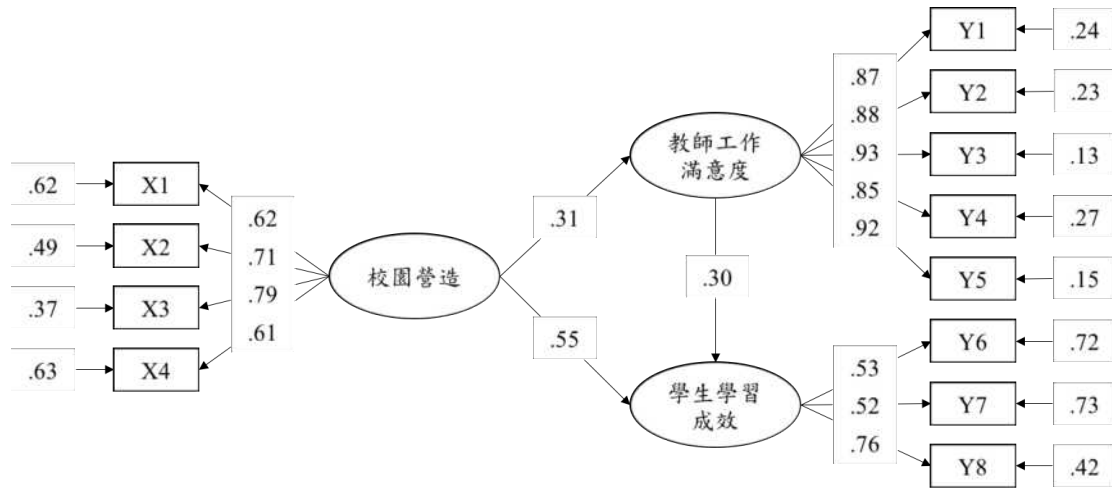 .62
X1
.49
X2
.37
X3
.63
X4
.62
.71
.79
.61
校園營造
.31
.55
教師工作
滿意度
.30
學生學習
成效
.87
.88
.93
.85
.92
.53
.52
.76
Y1
.24
Y2
.23
Y3
.13
Y4
.27
Y5
.15
Y6
.72
Y7
.73
Y8
.42